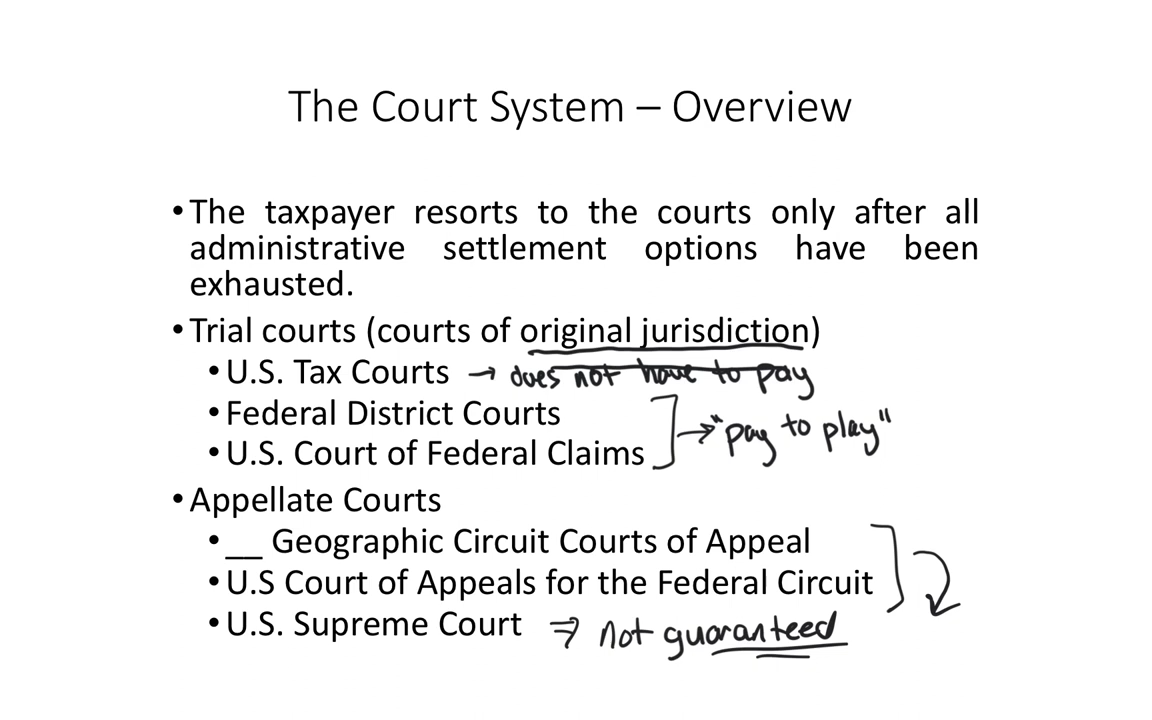 The Court System – Overview
•The taxpayer resorts to the courts only after all
administrative settlement options have been
exhausted.
•Trial courts (courts of original jurisdiction)
•U.S. Tax Courts → does not have to pay
•Federal District Courts
→ "pay to play"
•U.S. Court of Federal Claims
•Appellate Courts
•__ Geographic Circuit Courts of Appeal
•U.S Court of Appeals for the Federal Circuit
•U.S. Supreme Court ⇒ not guaranteed